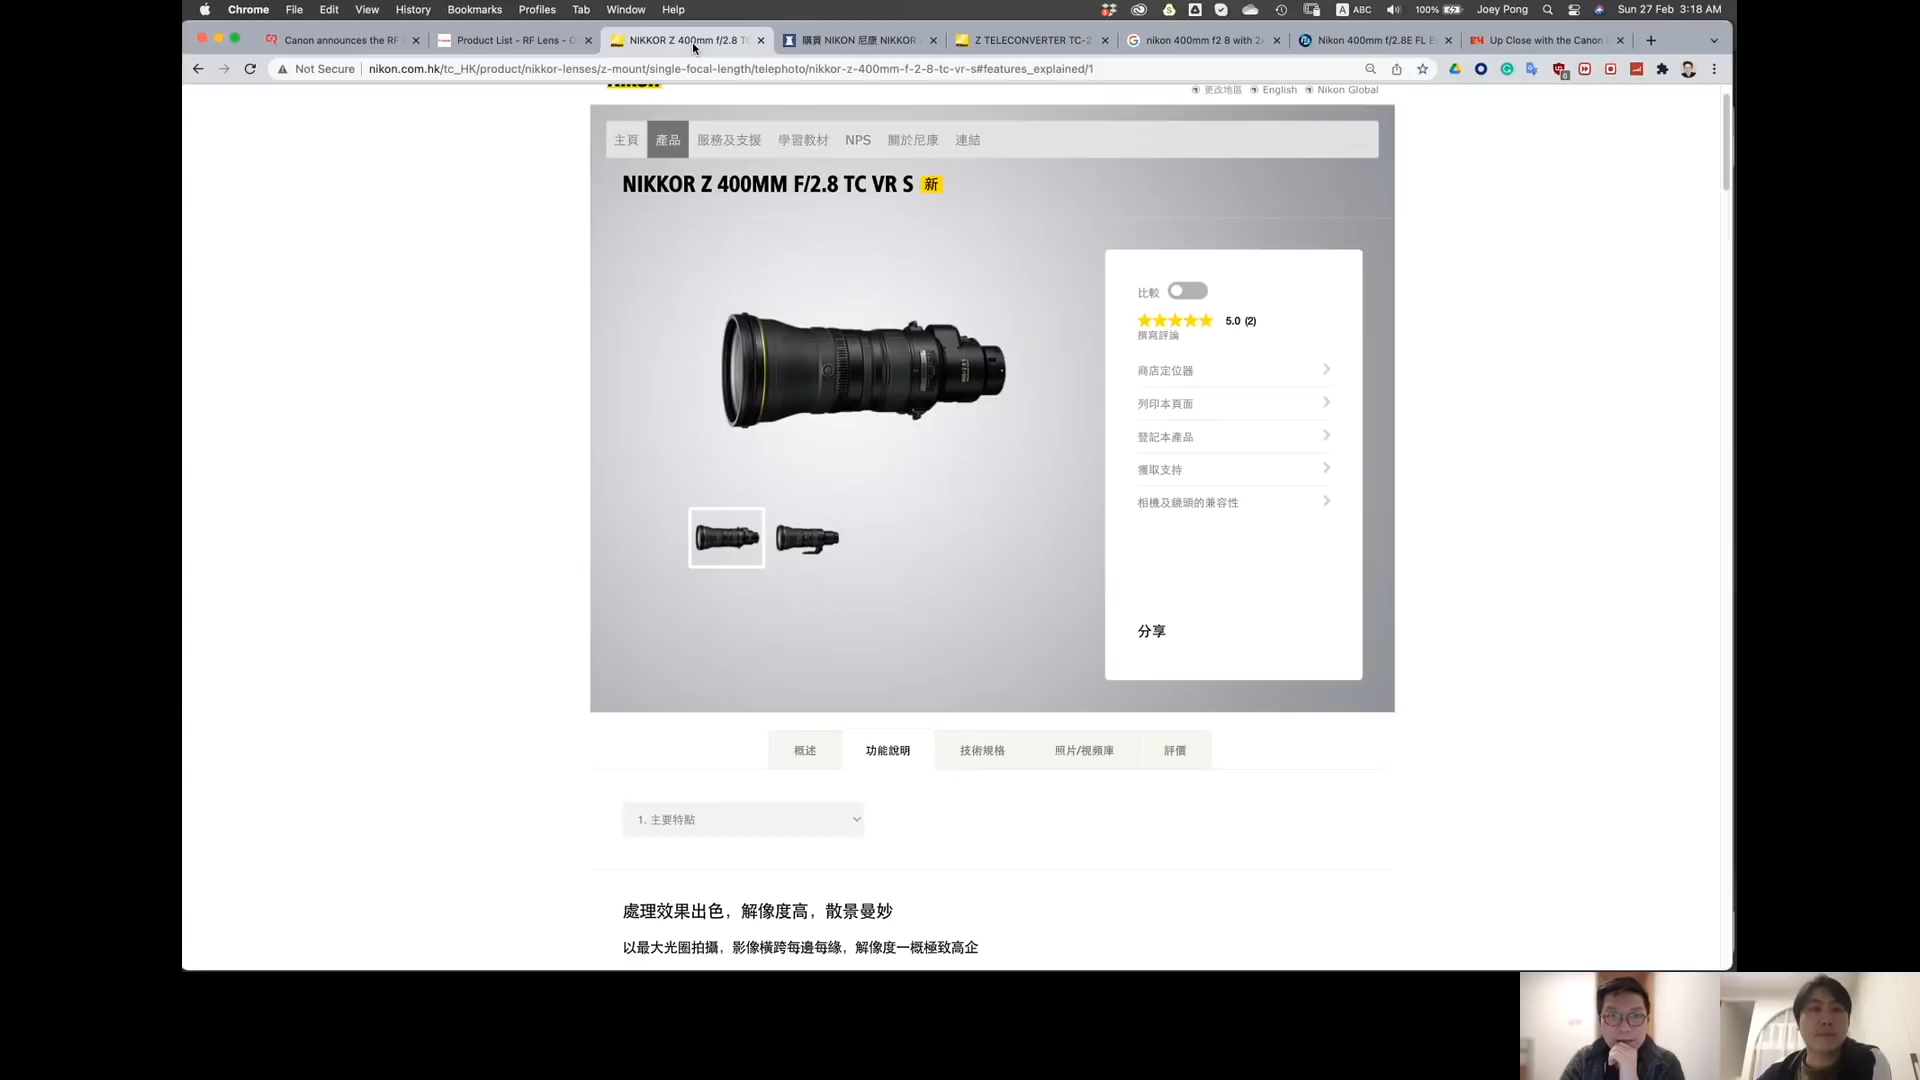 Chrome File Edit View History Bookmarks Profiles Tab Window Help
ABC 100% Joey Pong Sun 27 Feb 3:18 AM
Canon announces the RF
Product List - RF Lens - C
NIKKOR Z 400mm f/2.8 TC
購買 NIKON 尼康 NIKKOR
Z TELECONVERTER TC-2
nikon 400mm f2 8 with 2x
Nikon 400mm f/2.8E FL E
Up Close with the Canon
Not Secure nikon.com.hk/tc_HK/product/nikkor-lenses/z-mount/single-focal-length/telephoto/nikkor-z-400mm-f-2-8-tc-vr-s#features_explained/1
更改地區 English Nikon Global
主頁 產品 服務及支援 學習教材 NPS 關於尼康 連結
NIKKOR Z 400MM F/2.8 TC VR S 新
比較
5.0 (2)
撰寫評論
商店定位器
列印本頁面
登記本產品
獲取支持
相機及鏡頭的兼容性
分享
概述 功能說明 技術規格 照片/視頻庫 評價
1. 主要特點
處理效果出色，解像度高，散景曼妙
以最大光圈拍攝，影像橫跨每邊每緣，解像度一概極致高企